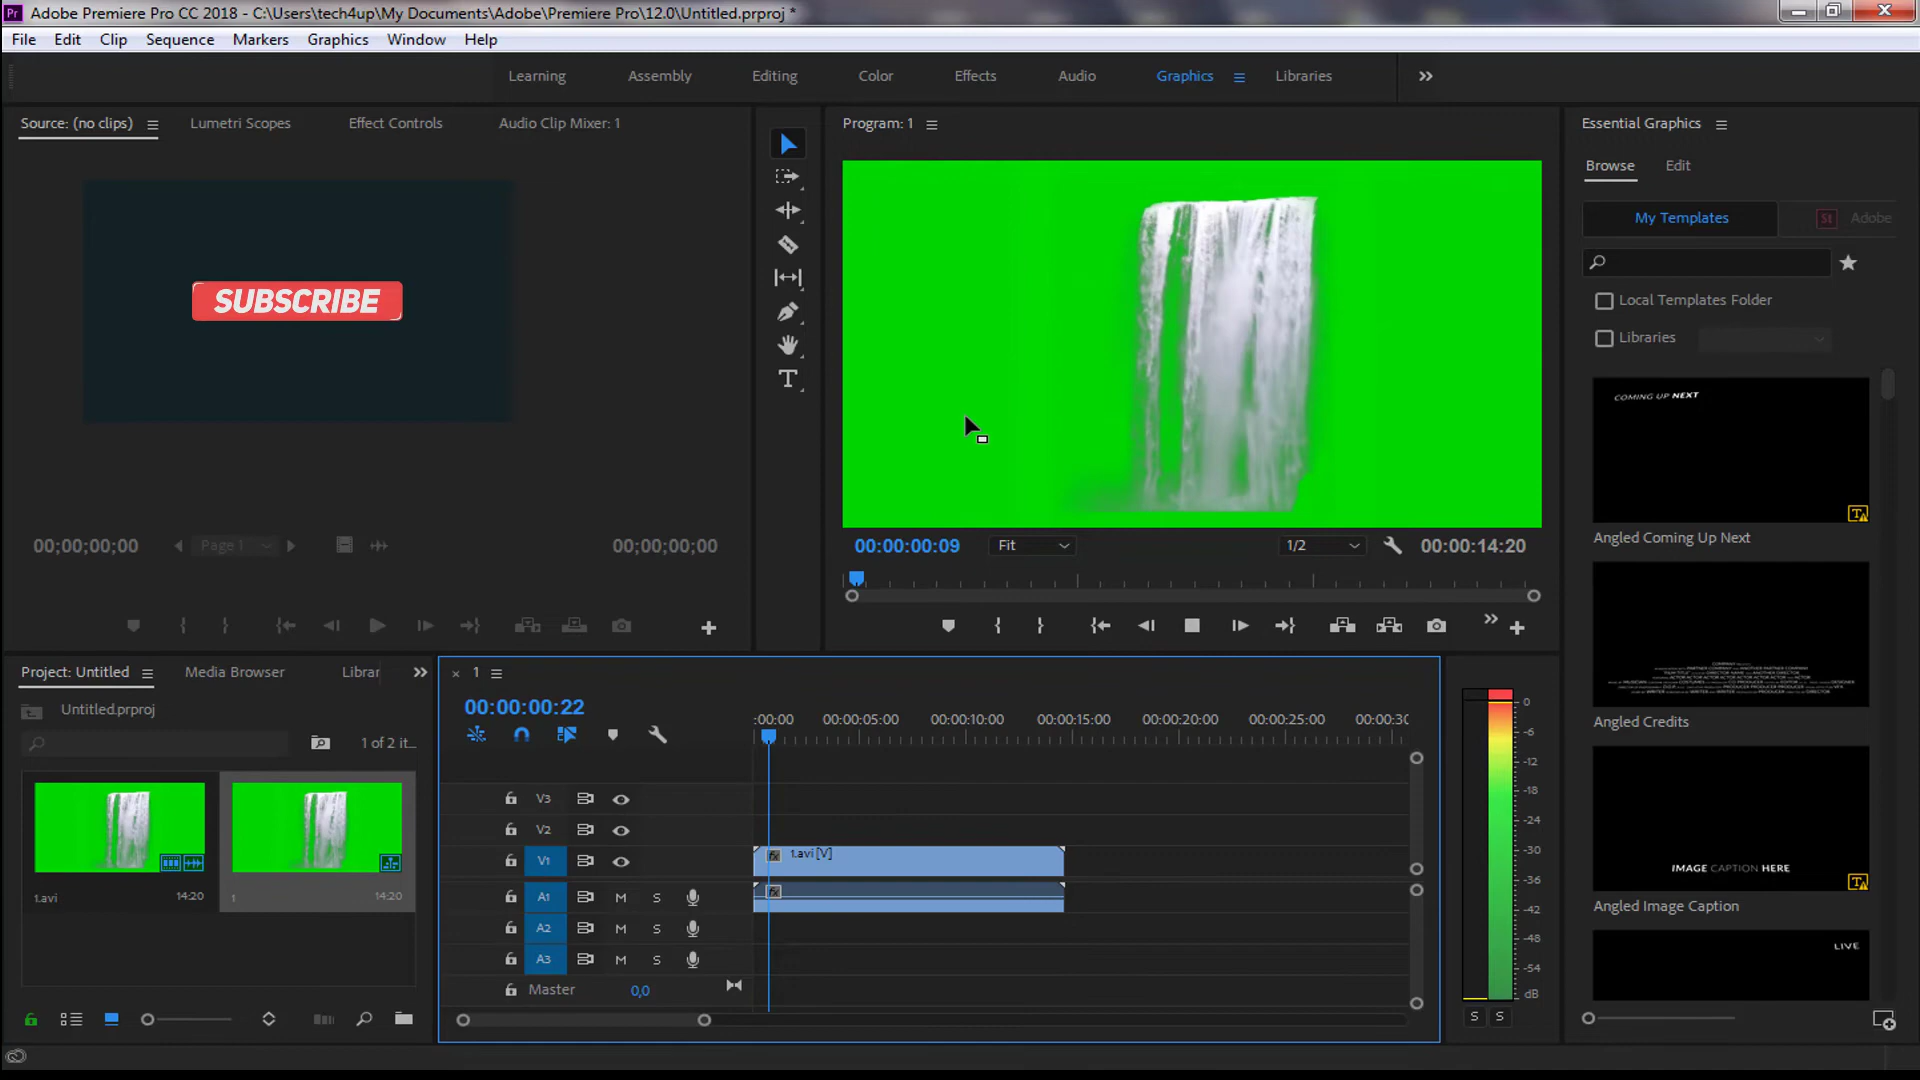 Pr Adobe Premiere Pro CC 2018 - C:\Users\tech4up\My Documents\Adobe\Premiere Pro\12.0\Untitled.prproj *
File Edit Clip Sequence Markers Graphics Window Help
Learning Assembly Editing Color Effects Audio Graphics Libraries
Source: (no clips) Lumetri Scopes Effect Controls Audio Clip Mixer: 1
SUBSCRIBE
00;00;00;00 Page 1 00;00;00;00
Program: 1
00:00:00:09 Fit 1/2 00:00:14:20
Essential Graphics
Browse Edit
My Templates St Adobe
Local Templates Folder
Libraries
COMING UP NEXT
Angled Coming Up Next
Angled Credits
IMAGE CAPTION HERE
Angled Image Caption
LIVE
Project: Untitled Media Browser Librar
Untitled.prproj
1 of 2 it...
1.avi 14:20
1 14:20
1
00:00:00:22
:00:00 00:00:05:00 00:00:10:00 00:00:15:00 00:00:20:00 00:00:25:00 00:00:30
V3
V2
V1 fx 1.avi [V]
A1 M S fx
A2 M S
A3 M S
Master 0,0
0
-6
-12
-18
-24
-30
-36
-42
-48
-54
dB
S S